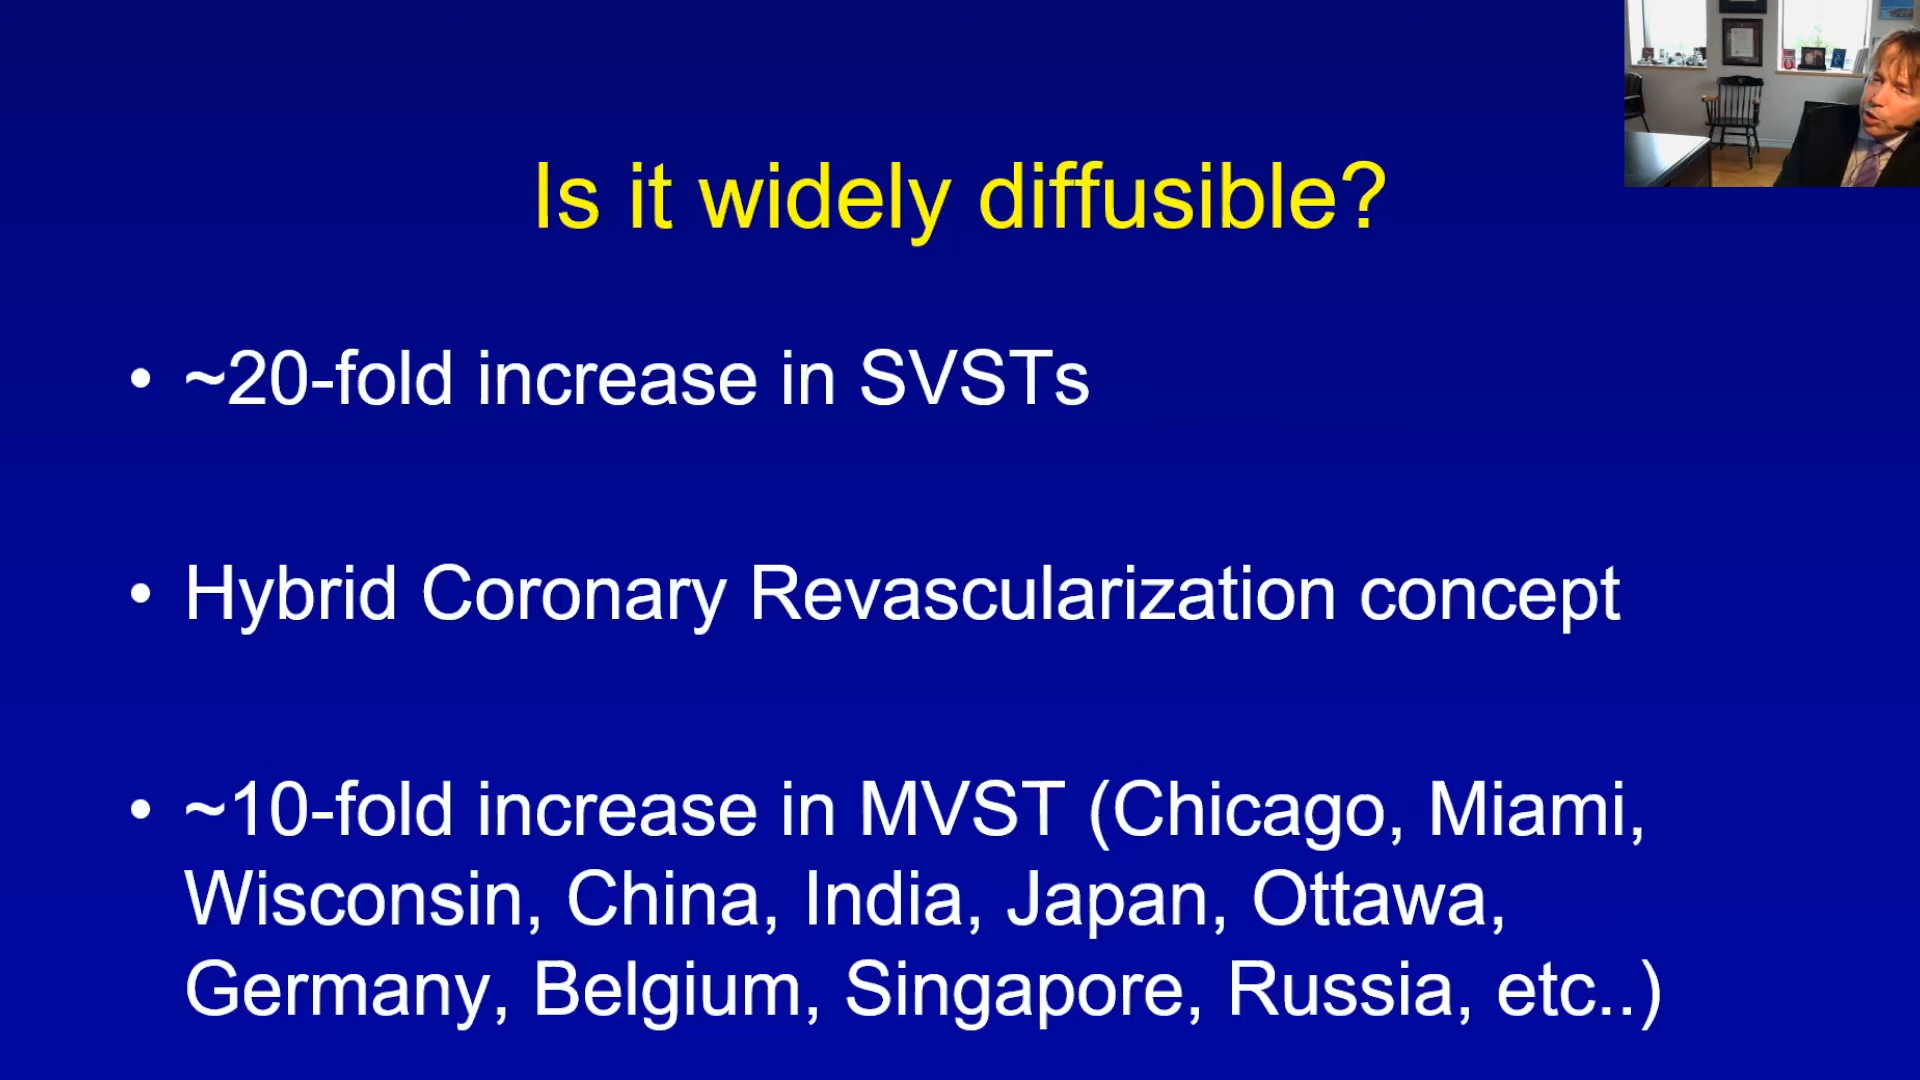 Is it widely diffusible?
• ~20-fold increase in SVSTs
• Hybrid Coronary Revascularization concept
• ~10-fold increase in MVST (Chicago, Miami,
Wisconsin, China, India, Japan, Ottawa,
Germany, Belgium, Singapore, Russia, etc..)